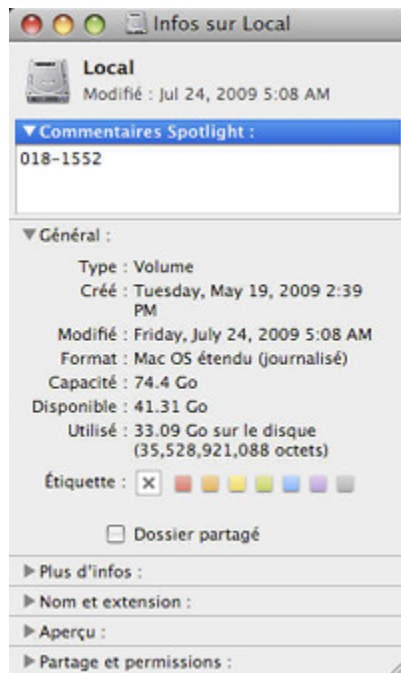 Infos sur Local
Local
Modifié : Jul 24, 2009 5:08 AM
Commentaires Spotlight :
018-1552
Général :
Type : Volume
Créé : Tuesday, May 19, 2009 2:39
PM
Modifié : Friday, July 24, 2009 5:08 AM
Format : Mac OS étendu (journalisé)
Capacité : 74.4 Go
Disponible : 41.31 Go
Utilisé : 33.09 Go sur le disque
(35,528,921,088 octets)
Étiquette :
Dossier partagé
Plus d'infos :
Nom et extension :
Aperçu :
Partage et permissions :